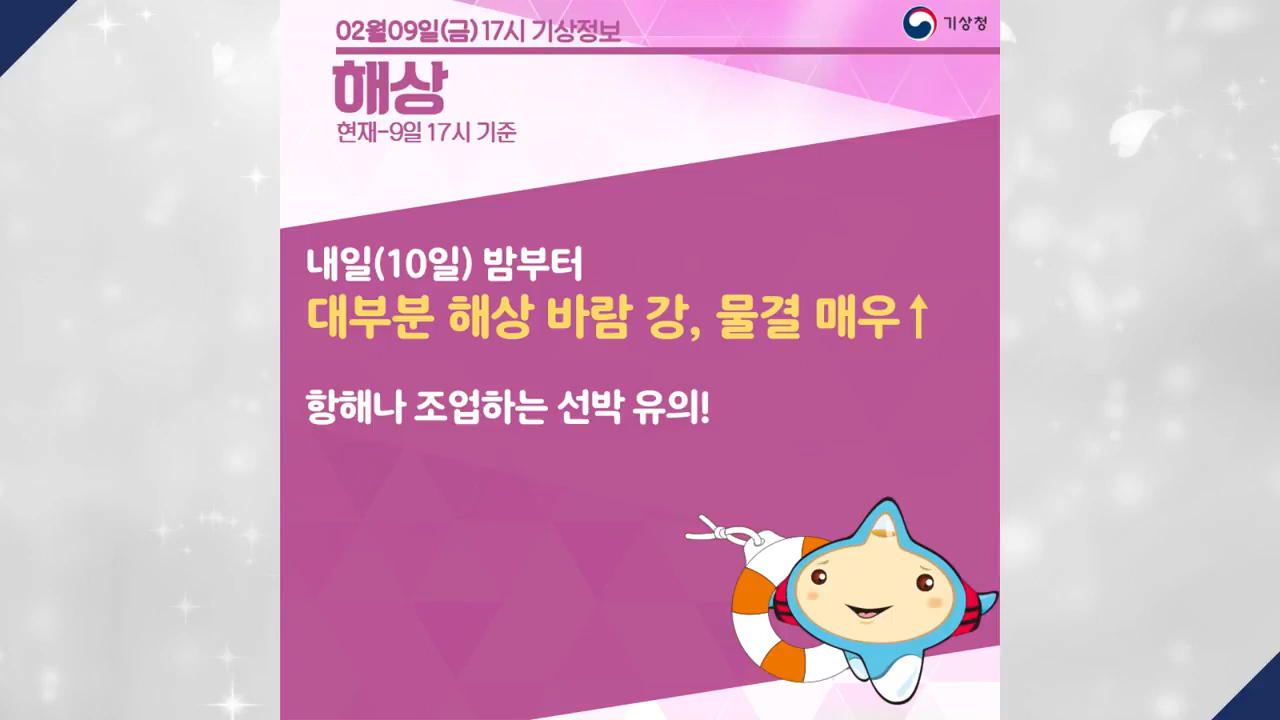 02월09일(금)17시 기상정보
기상청
해상
현재-9일 17시 기준
내일(10일) 밤부터
대부분 해상 바람 강, 물결 매우↑
항해나 조업하는 선박 유의!